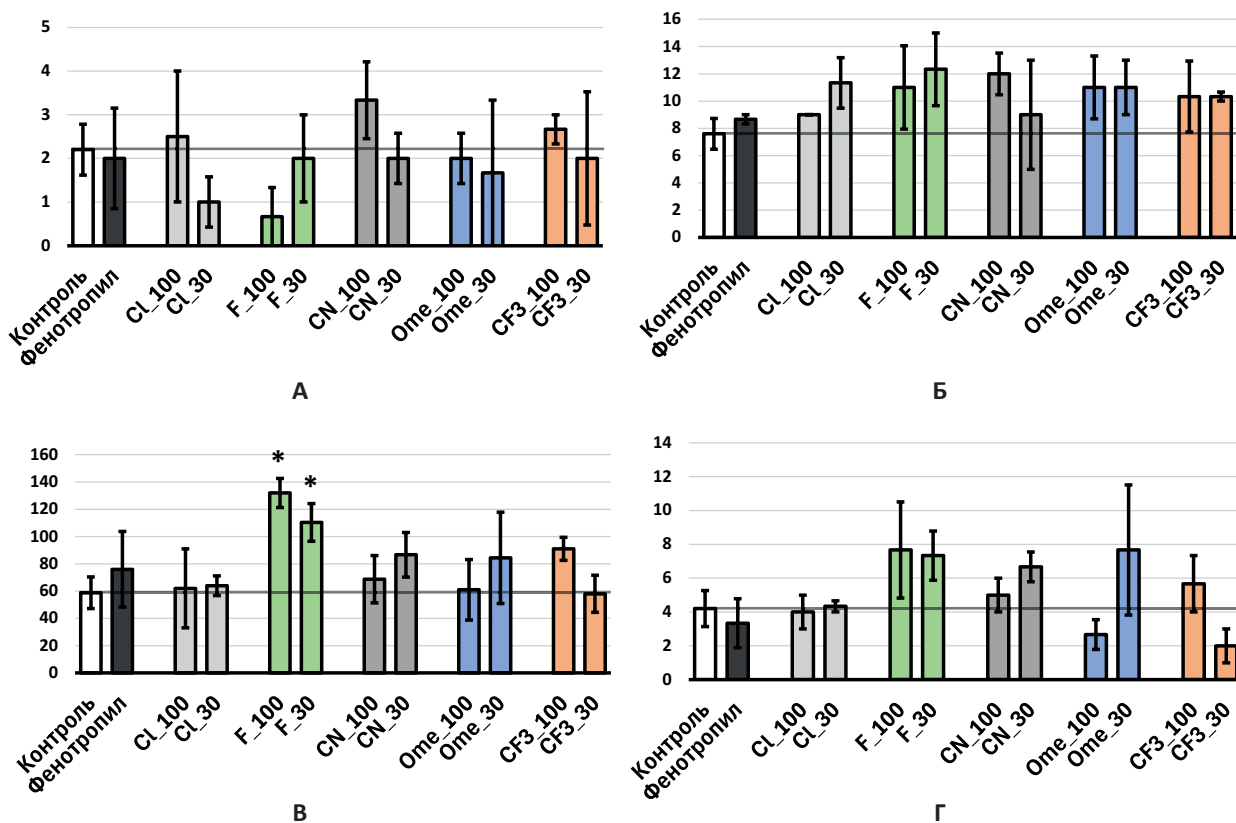 5
4
3
2
1
0
Контроль
Фенотропил
Cl_100
Cl_30
F_100
F_30
CN_100
CN_30
Ome_100
Ome_30
CF3_100
CF3_30
А
16
14
12
10
8
6
4
2
0
Контроль
Фенотропил
Cl_100
Cl_30
F_100
F_30
CN_100
CN_30
Ome_100
Ome_30
CF3_100
CF3_30
Б
160
140
120
100
80
60
40
20
0
*
*
Контроль
Фенотропил
Cl_100
Cl_30
F_100
F_30
CN_100
CN_30
Ome_100
Ome_30
CF3_100
CF3_30
В
14
12
10
8
6
4
2
0
Контроль
Фенотропил
Cl_100
Cl_30
F_100
F_30
CN_100
CN_30
Ome_100
Ome_30
CF3_100
CF3_30
Г